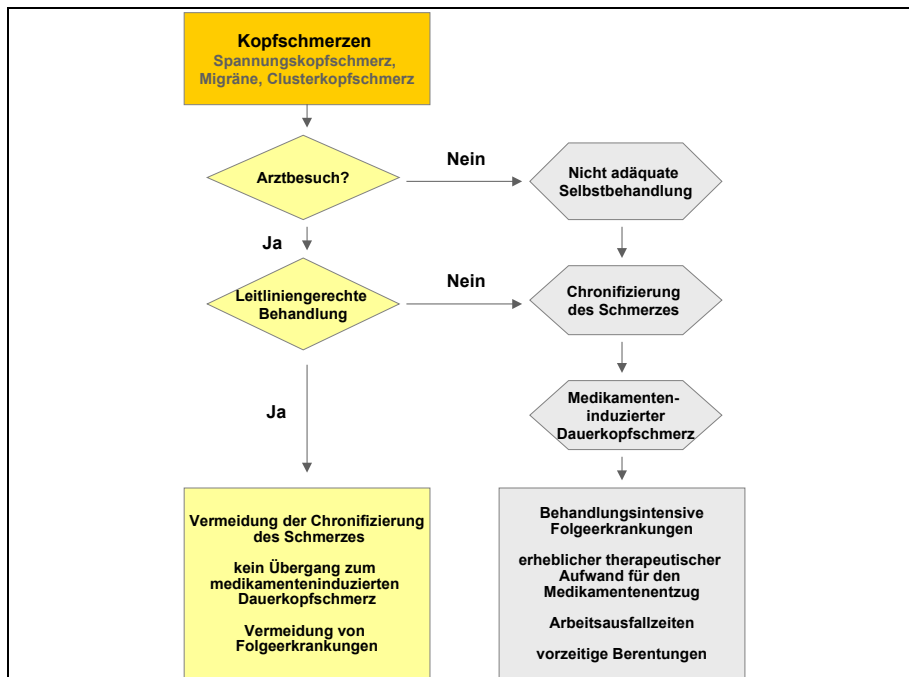 Kopfschmerzen
Spannungskopfschmerz,
Migräne, Clusterkopfschmerz
Arztbesuch?
Nein
Nicht adäquate
Selbstbehandlung
Ja
Leitliniengerechte
Behandlung
Nein
Chronifizierung
des Schmerzes
Ja
Medikamenten-
induzierter
Dauerkopfschmerz
Vermeidung der Chronifizierung
des Schmerzes
kein Übergang zum
medikamenteninduzierten
Dauerkopfschmerz
Vermeidung von
Folgeerkrankungen
Behandlungsintensive
Folgeerkrankungen
erheblicher therapeutischer
Aufwand für den
Medikamentenentzug
Arbeitsausfallzeiten
vorzeitige Berentungen